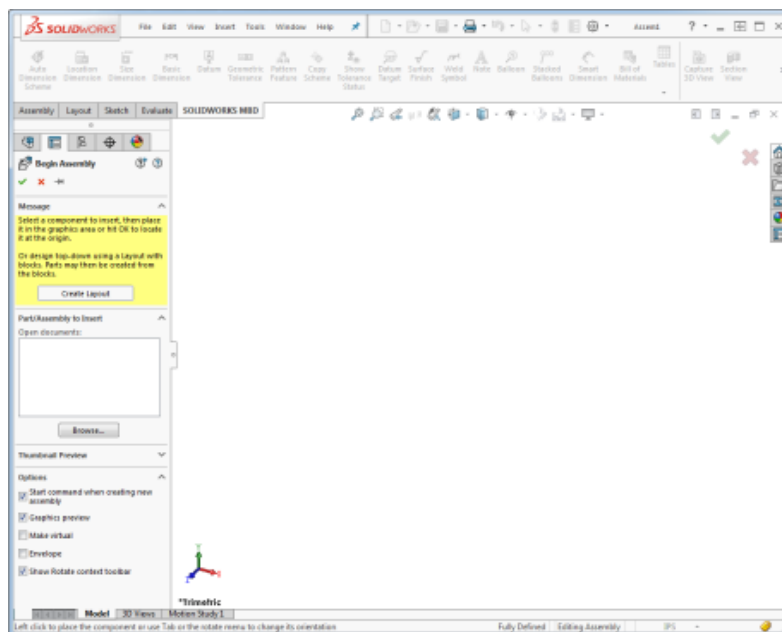 SOLIDWORKS File Edit View Insert Tools Window Help Assem1
Auto Dimension Scheme
Location Dimension
Size Dimension
Basic Dimension
Datum
Geometric Tolerance
Pattern Feature
Copy Scheme
Show Tolerance Status
Datum Target
Surface Finish
Weld Symbol
Note
Balloon
Stacked Balloons
Smart Dimension
Bill of Materials
Tables
Capture 3D View
Section View
Assembly Layout Sketch Evaluate SOLIDWORKS MBD
Begin Assembly
Message
Select a component to insert, then place
it in the graphics area or hit OK to locate
it at the origin.
Or design top-down using a Layout with
blocks. Parts may then be created from
the blocks.
Create Layout
Part/Assembly to Insert
Open documents:
Browse...
Thumbnail Preview
Options
Start command when creating new
assembly
Graphics preview
Make virtual
Envelope
Show Rotate context toolbar
*Trimetric
Model 3D Views Motion Study 1
Left click to place the component or use Tab or the rotate menu to change its orientation Fully Defined Editing Assembly IPS